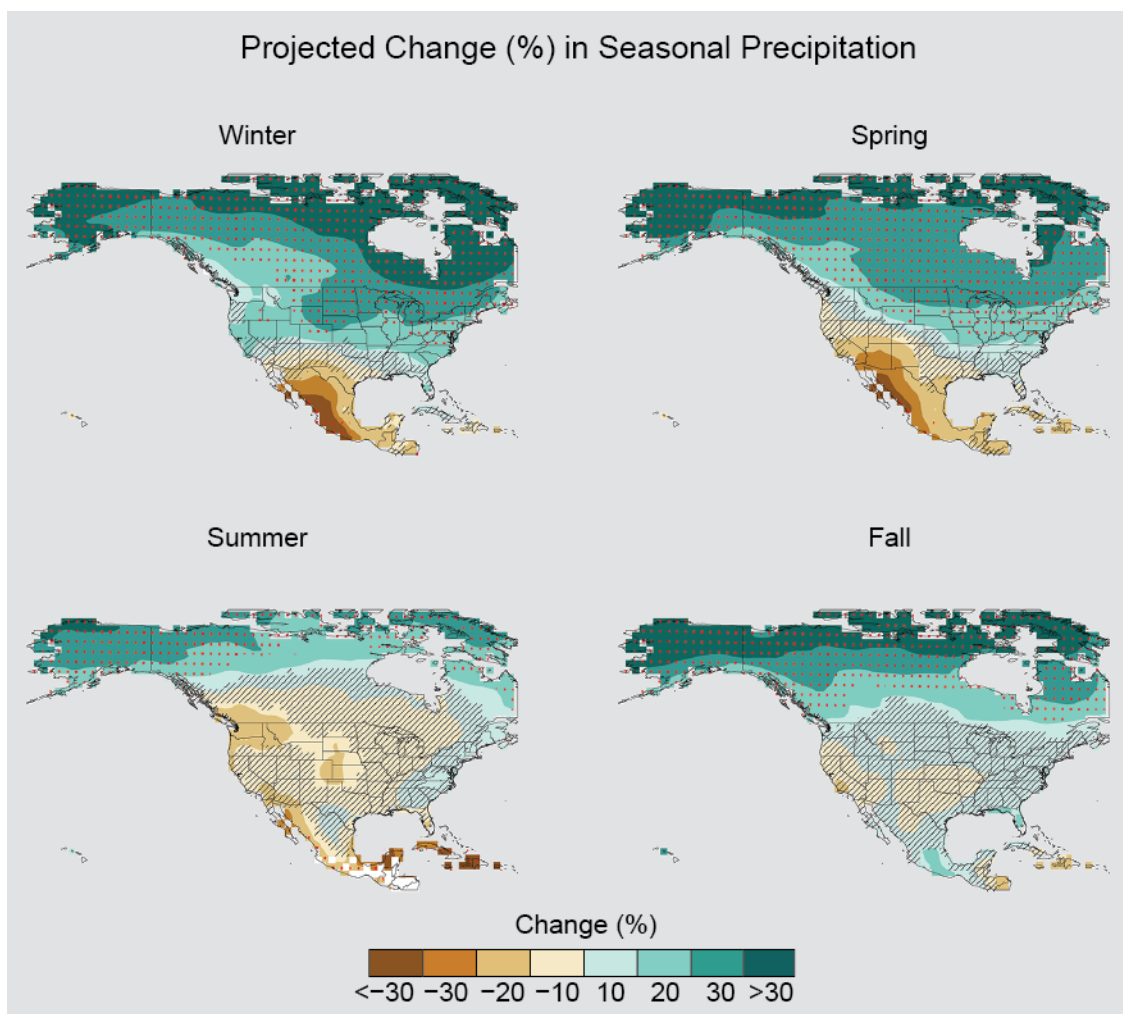 Projected Change (%) in Seasonal Precipitation
Winter
Spring
Summer
Fall
Change (%)
<−30 −30 −20 −10 10 20 30 >30